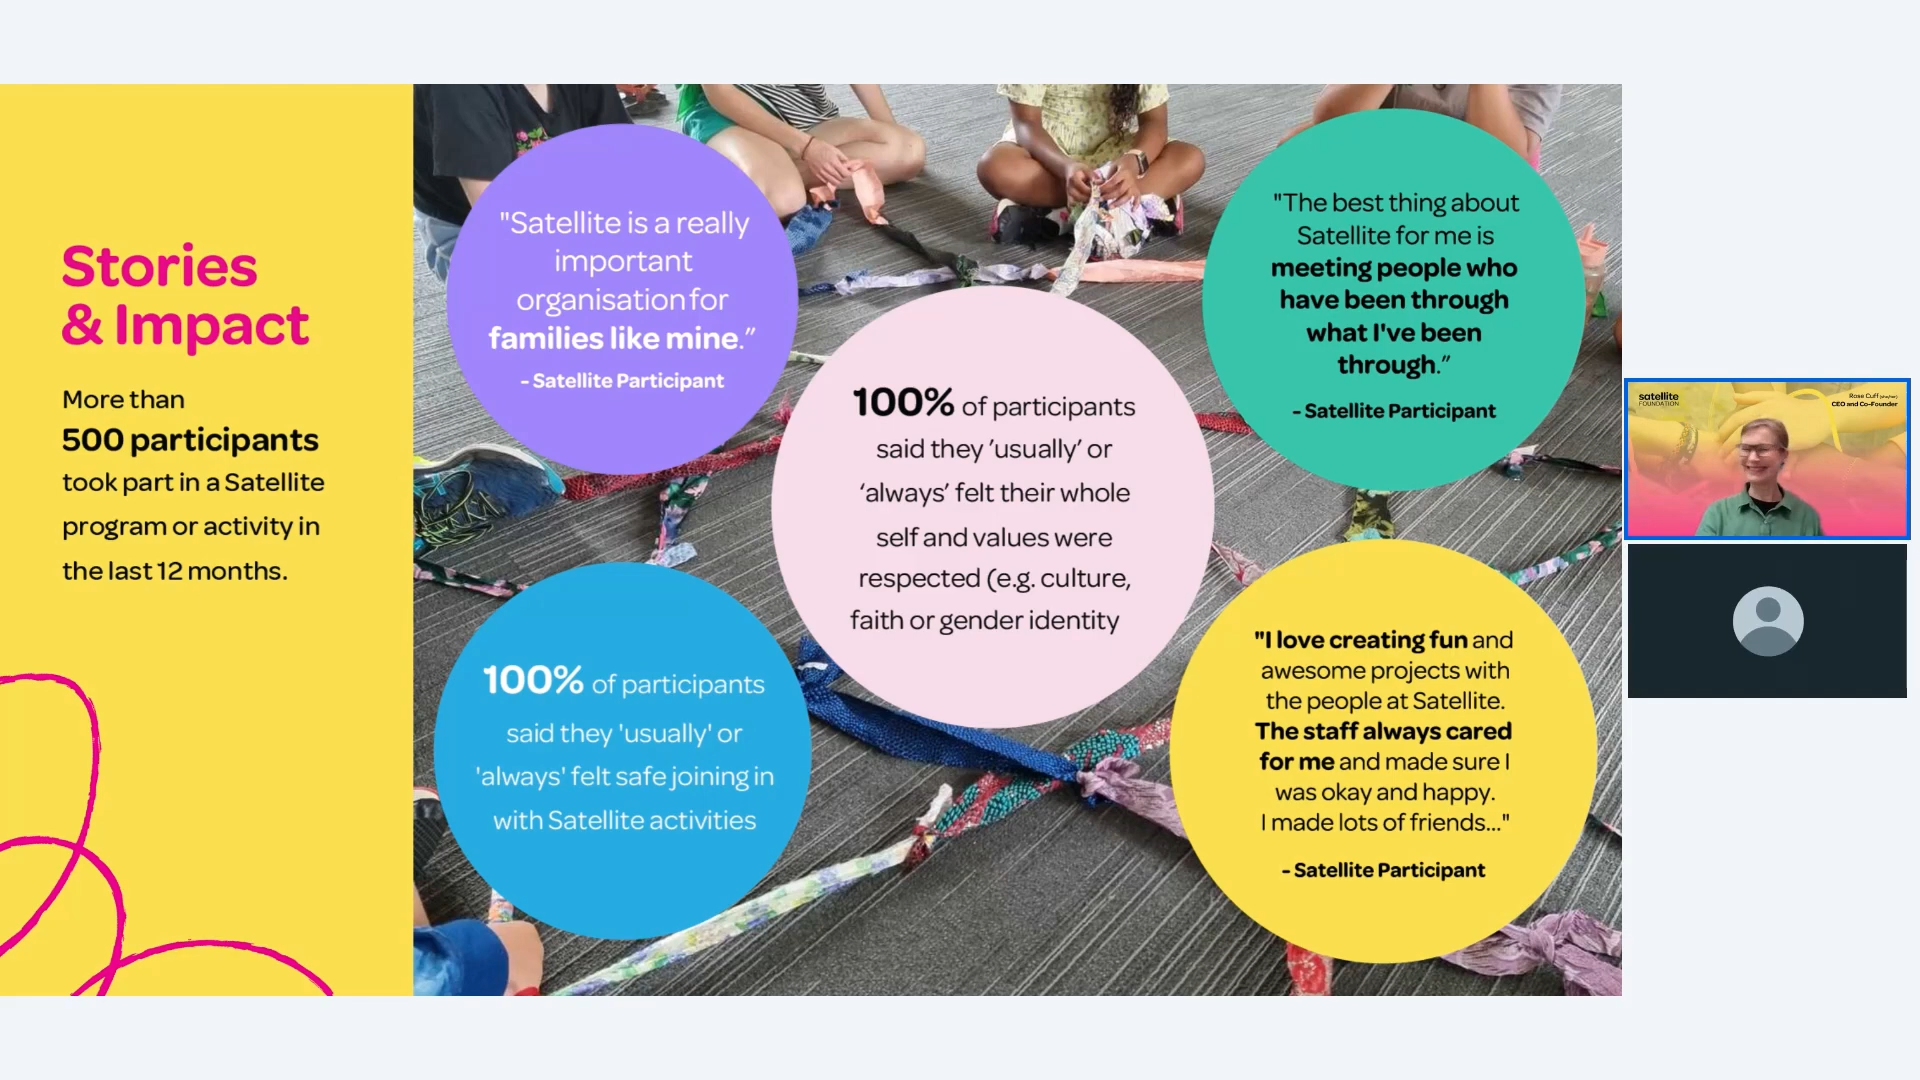 Stories
& Impact
More than
500 participants
took part in a Satellite
program or activity in
the last 12 months.
"Satellite is a really
important
organisation for
families like mine.”
- Satellite Participant
100% of participants
said they 'usually' or
'always' felt safe joining in
with Satellite activities
100% of participants
said they ‘usually’ or
‘always’ felt their whole
self and values were
respected (e.g. culture,
faith or gender identity
"The best thing about
Satellite for me is
meeting people who
have been through
what I've been
through.”
- Satellite Participant
"I love creating fun and
awesome projects with
the people at Satellite.
The staff always cared
for me and made sure I
was okay and happy.
I made lots of friends..."
- Satellite Participant
satellite
FOUNDATION
Rose Cuff (she/her)
CEO and Co-Founder